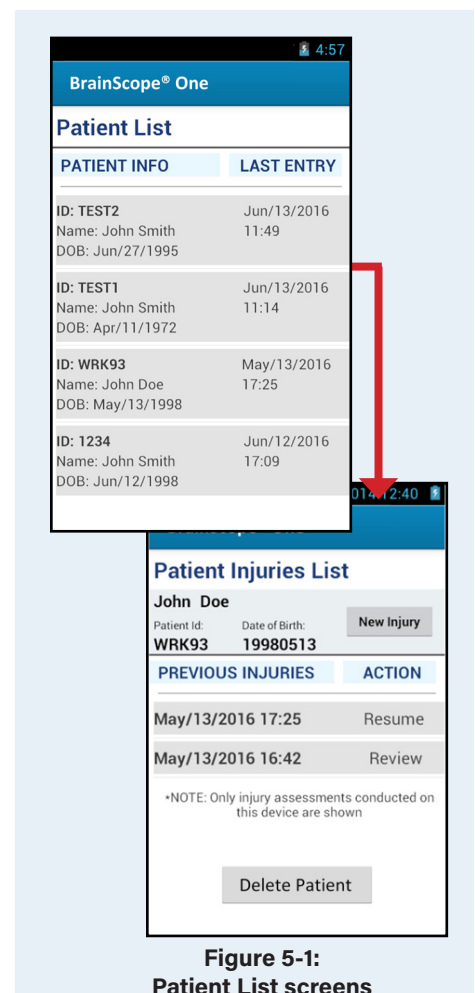 4:57
BrainScope® One
Patient List
PATIENT INFO LAST ENTRY
ID: TEST2 Jun/13/2016
Name: John Smith 11:49
DOB: Jun/27/1995
ID: TEST1 Jun/13/2016
Name: John Smith 11:14
DOB: Apr/11/1972
ID: WRK93 May/13/2016
Name: John Doe 17:25
DOB: May/13/1998
ID: 1234 Jun/12/2016
Name: John Smith 17:09
DOB: Jun/12/1998
12:40
Patient Injuries List
John Doe
Patient Id: Date of Birth: New Injury
WRK93 19980513
PREVIOUS INJURIES ACTION
May/13/2016 17:25 Resume
May/13/2016 16:42 Review
•NOTE: Only injury assessments conducted on
this device are shown
Delete Patient
Figure 5-1:
Patient List screens